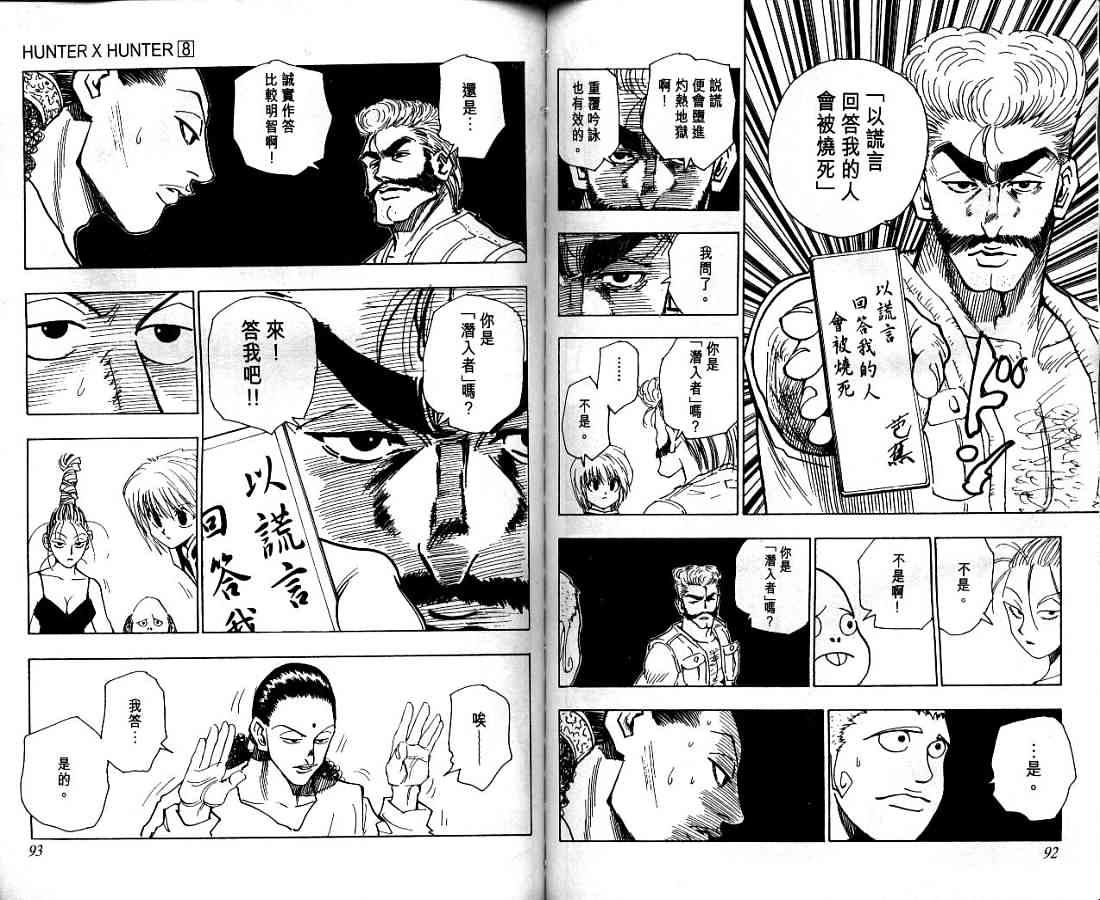 「以謊言
回答我的人
會被燒死」
以謊言
回答我的人
會被燒死
芭蕉
ドン
説謊
便會墮進
灼熱地獄
啊！
重覆吟詠
也有效的。
我問了。
你是
「潛入者」嗎？
……
不是。
不是。
不是啊！
你是
「潛入者」嗎？
…是。
92
HUNTER X HUNTER 8
還是…
誠實作答
比較明智啊！
你是
「潛入者」嗎？
來！
答我吧!!
以謊言
回答我
唉——
我答…
是的。
93